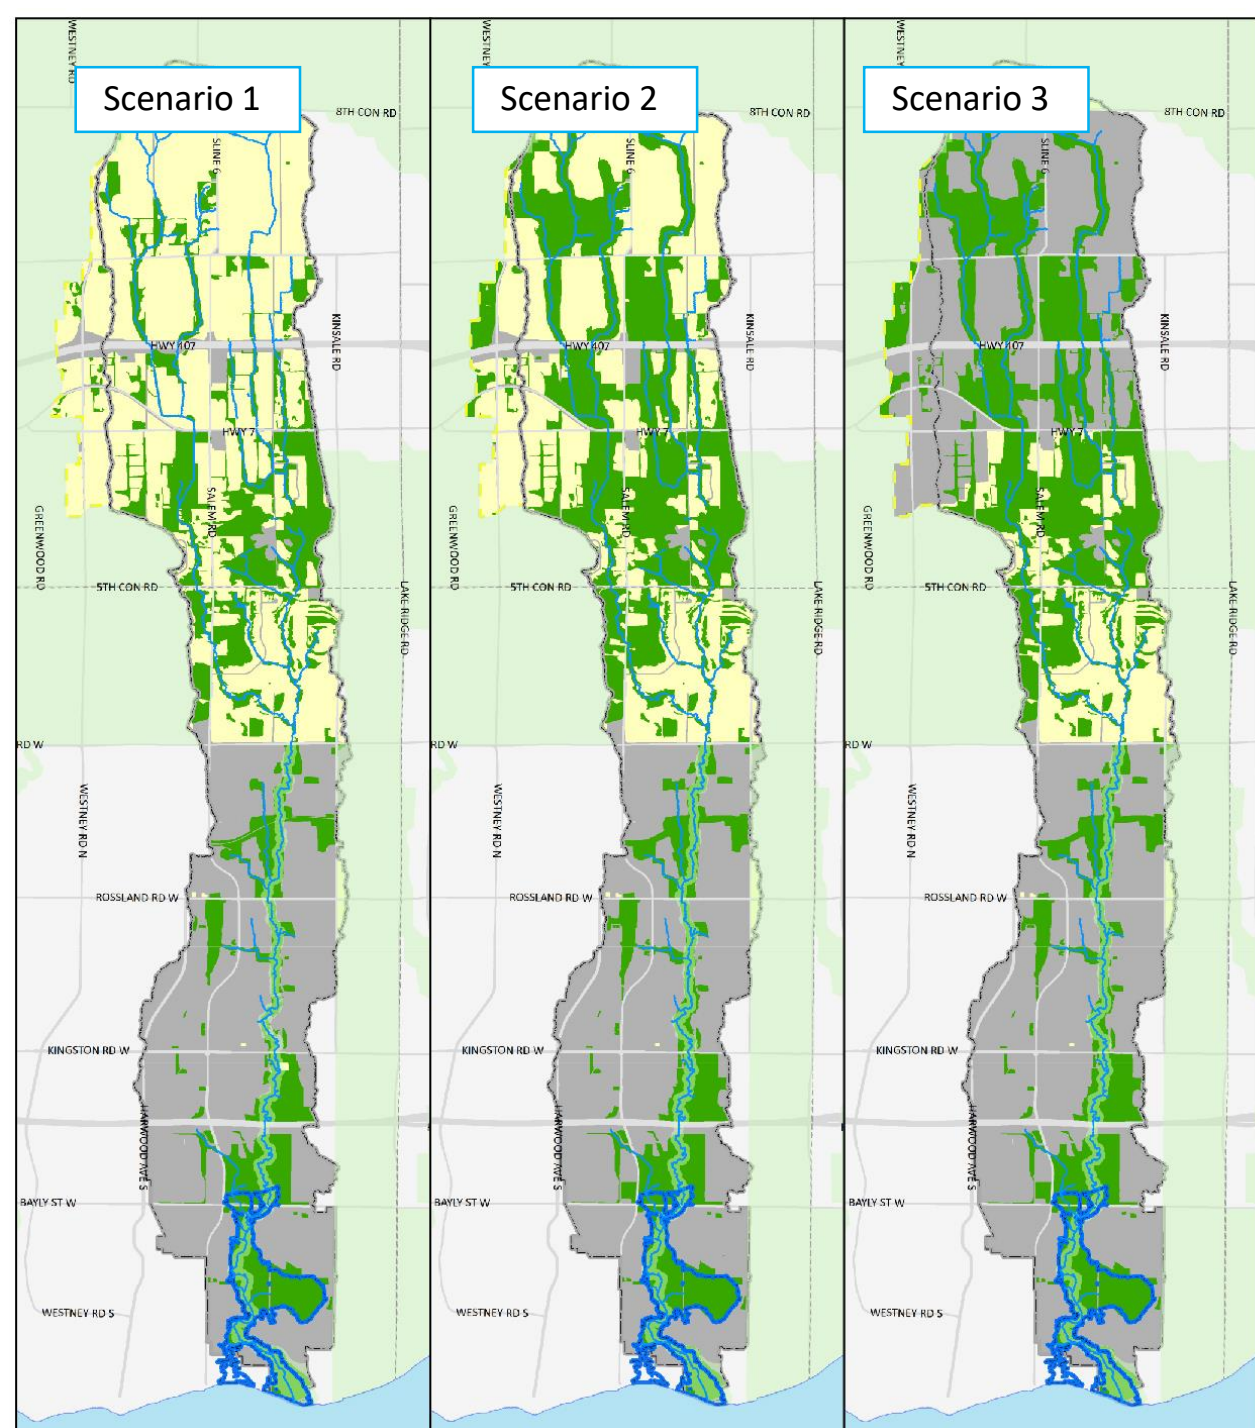 WESTNEY RD
Scenario 1
8TH CON RD
SLINE 6
KINSALE RD
HWY 407
HWY 7
SALEM RD
GREENWOOD RD
5TH CON RD
LAKE RIDGE RD
RD W
WESTNEY RD N
ROSSLAND RD W
KINGSTON RD W
HARWOOD AVE S
BAYLY ST W
WESTNEY RD S
WESTNEY
Scenario 2
8TH CON RD
SLINE 6
KINSALE RD
HWY 407
HWY 7
SALEM RD
GREENWOOD RD
5TH CON RD
LAKE RIDGE RD
RD W
WESTNEY RD N
ROSSLAND RD W
KINGSTON RD W
HARWOOD AVE S
BAYLY ST W
WESTNEY RD S
WESTNEY
Scenario 3
8TH CON RD
SLINE 6
KINSALE RD
HWY 407
HWY 7
SALEM RD
GREENWOOD RD
5TH CON RD
LAKE RIDGE RD
RD W
WESTNEY RD N
ROSSLAND RD W
KINGSTON RD W
HARWOOD AVE S
BAYLY ST W
WESTNEY RD S